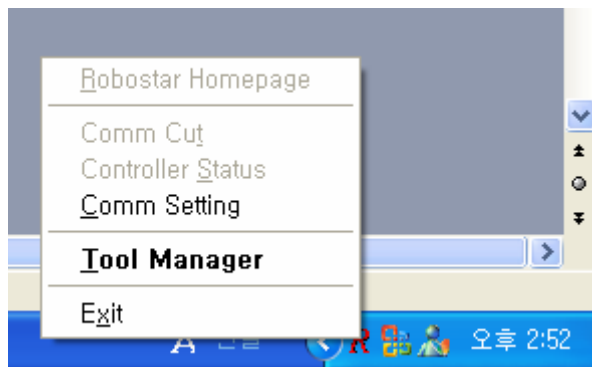 Robostar Homepage
Comm Cut
Controller Status
Comm Setting
Tool Manager
Exit
R
오후 2:52